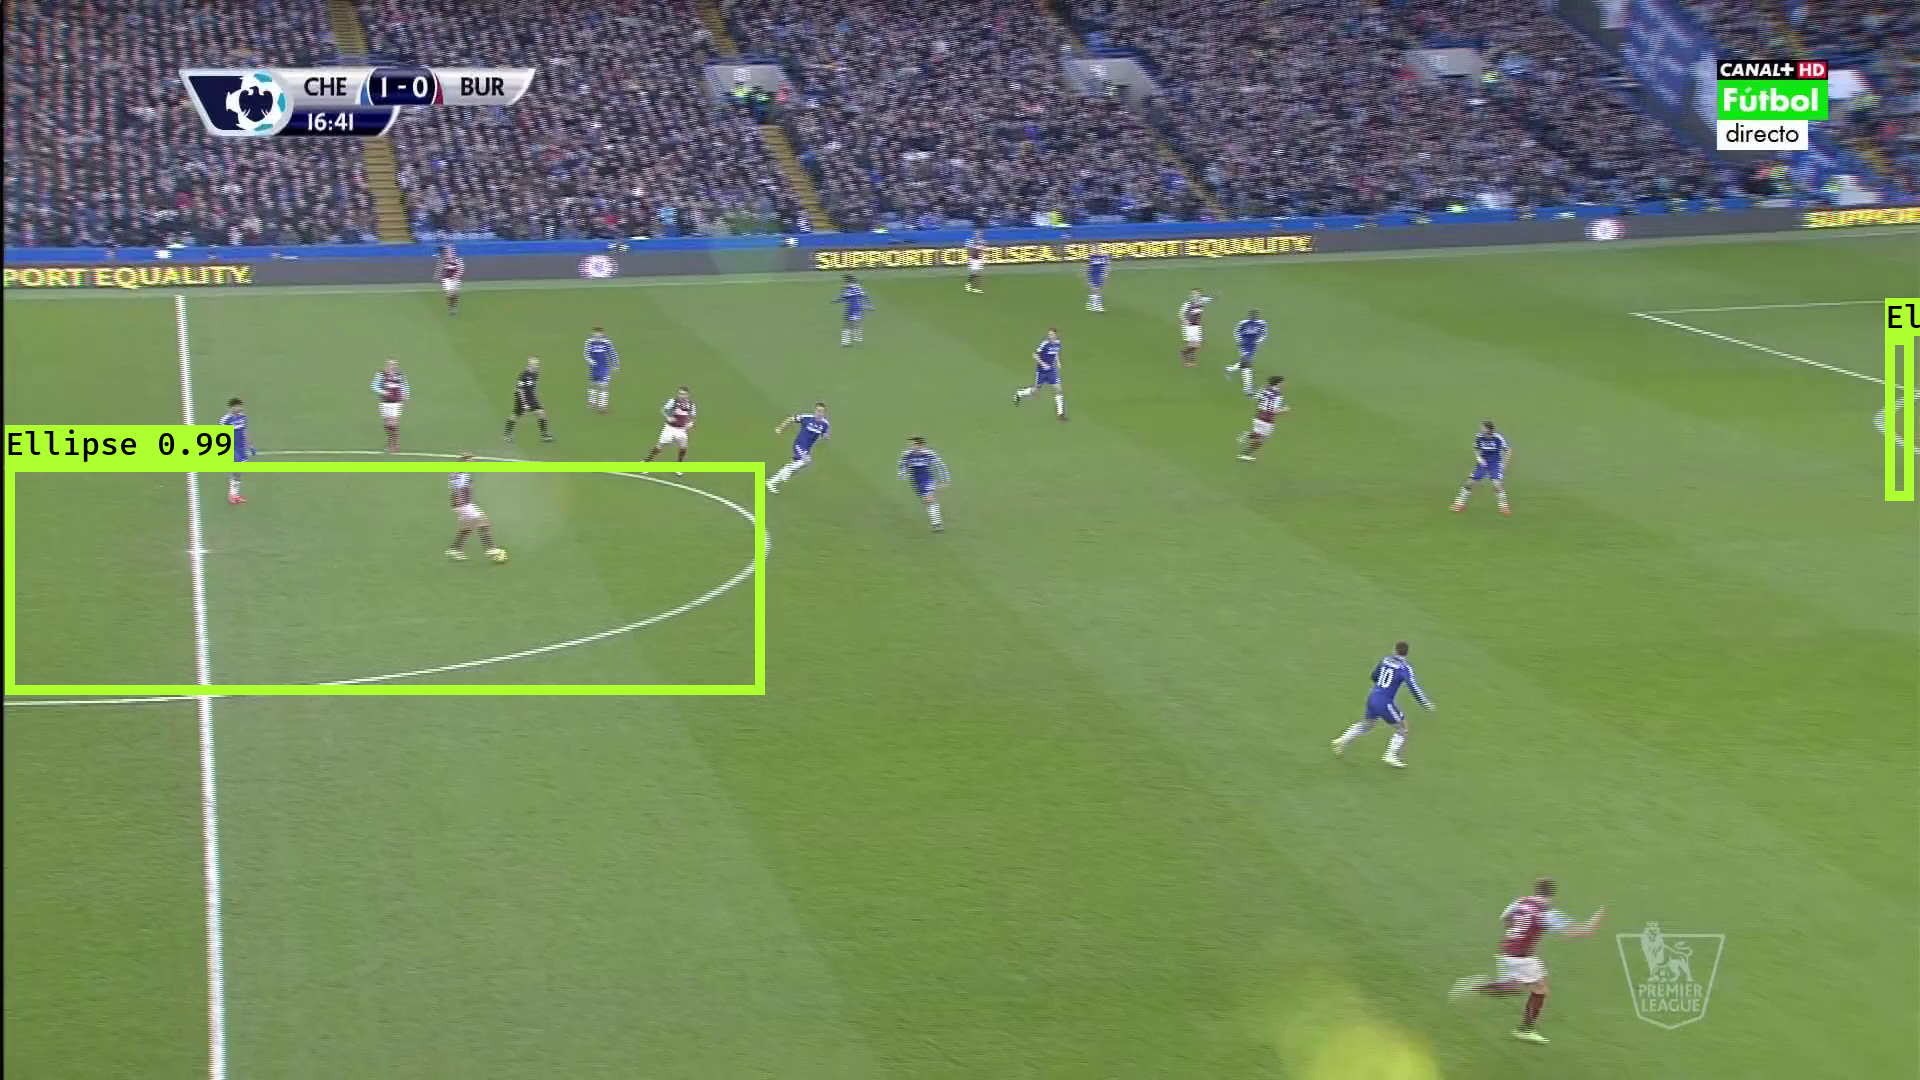 CHE 1-0 BUR
16:41
CANAL+ HD
Fútbol
directo
PORT EQUALITY.
SUPPORT CHELSEA. SUPPORT EQUALITY.
SUPPORT
El
Ellipse 0.99
10
PREMIER
LEAGUE